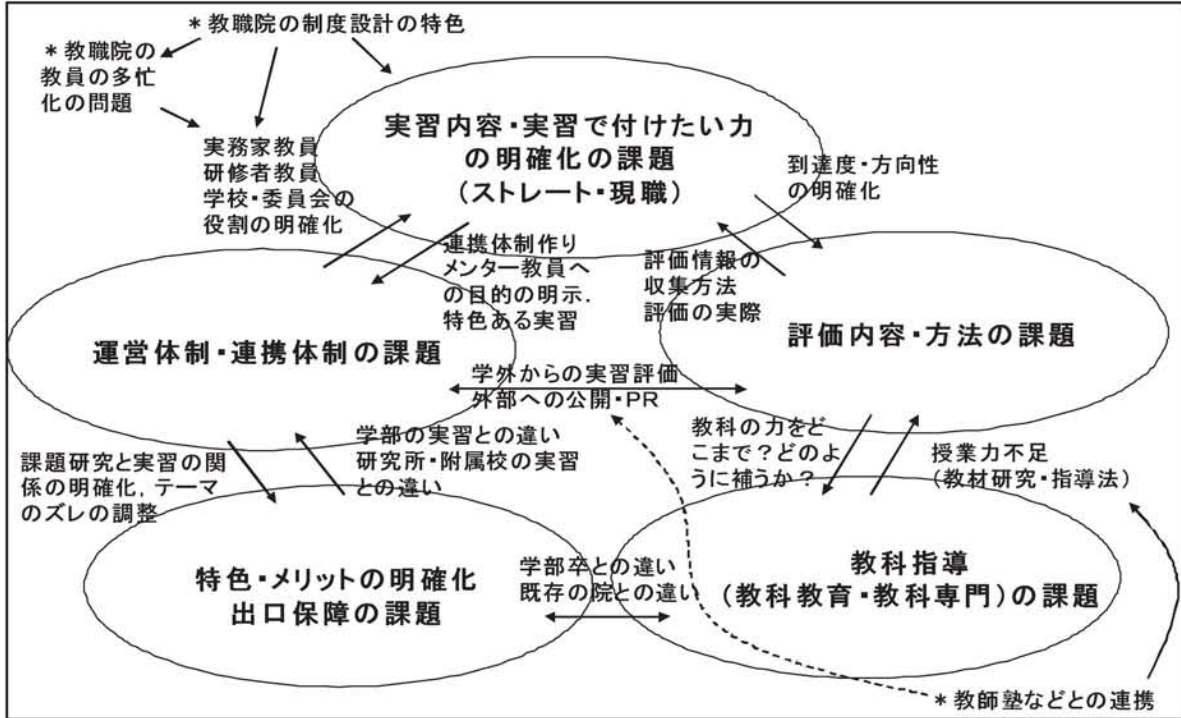 ＊教職院の制度設計の特色
＊教職院の
教員の多忙
化の問題
実務家教員
研修者教員
学校・委員会の
役割の明確化
実習内容・実習で付けたい力
の明確化の課題
（ストレート・現職）
到達度・方向性
の明確化
連携体制作り
メンター教員へ
の目的の明示．
特色ある実習
評価情報の
収集方法
評価の実際
運営体制・連携体制の課題
評価内容・方法の課題
学外からの実習評価
外部への公開・PR
課題研究と実習の関
係の明確化，テーマ
のズレの調整
学部の実習との違い
研究所・附属校の実習
との違い
教科の力をど
こまで？どのよ
うに補うか？
授業力不足
（教材研究・指導法）
特色・メリットの明確化
出口保障の課題
学部卒との違い
既存の院との違い
教科指導
（教科教育・教科専門）の課題
＊教師塾などとの連携